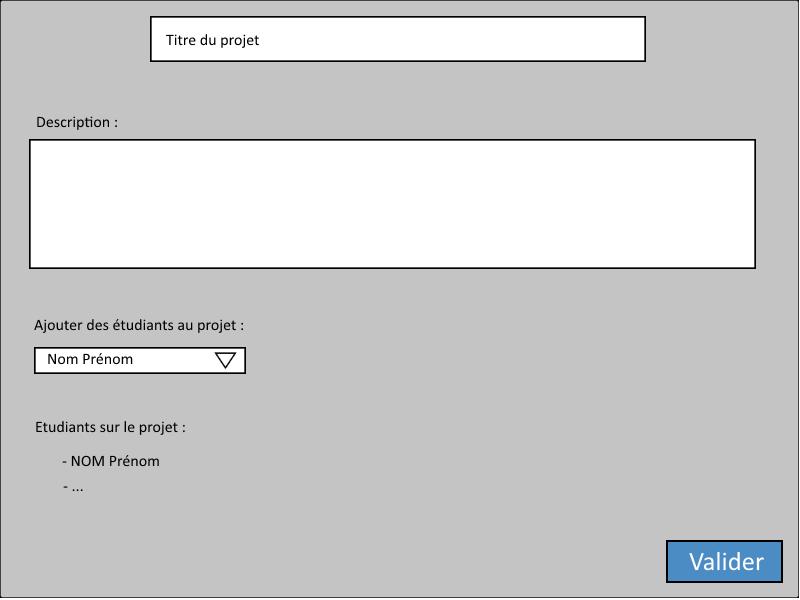 Titre du projet
Description :
Ajouter des étudiants au projet :
Nom Prénom
Etudiants sur le projet :
- NOM Prénom
- ...
Valider